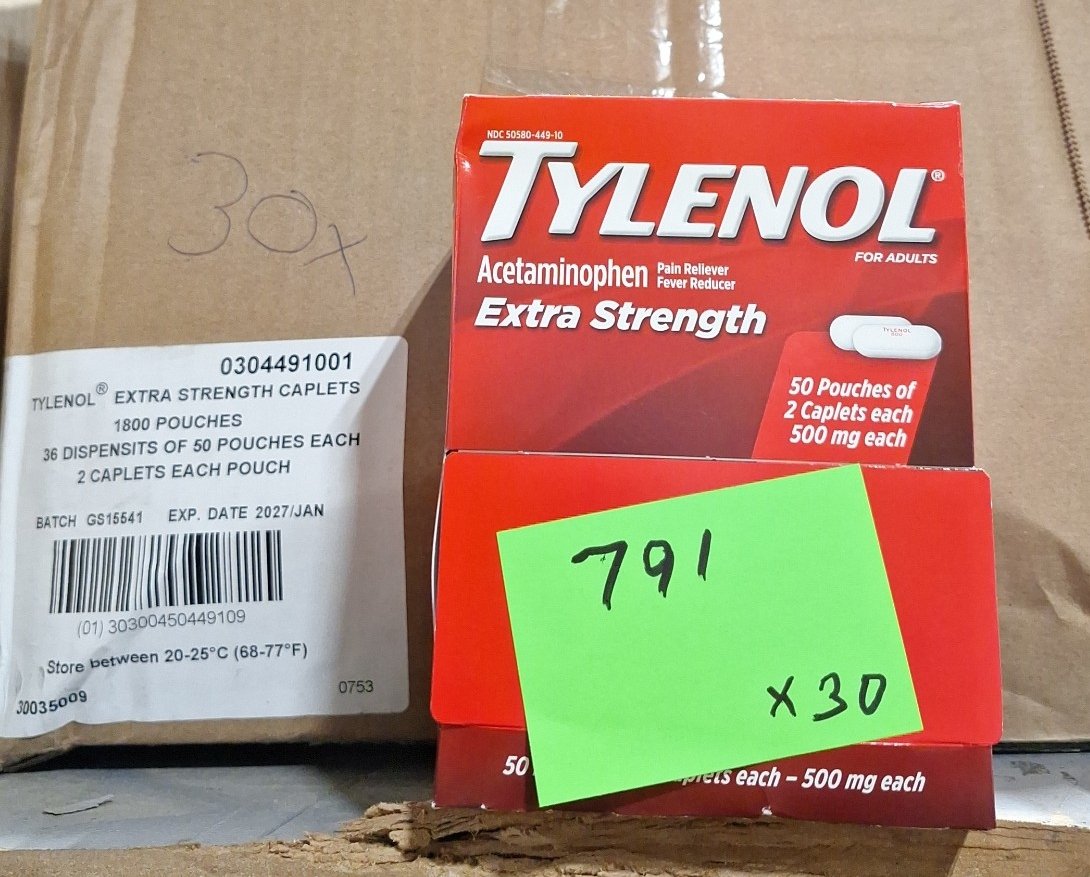 30x
0304491001
TYLENOL® EXTRA STRENGTH CAPLETS
1800 POUCHES
36 DISPENSITS OF 50 POUCHES EACH
2 CAPLETS EACH POUCH
BATCH GS15541 EXP. DATE 2027/JAN
(01) 30300450449109
Store between 20-25°C (68-77°F)
30035009
0753
NDC 50580-449-10
TYLENOL®
FOR ADULTS
Acetaminophen Pain Reliever
Fever Reducer
Extra Strength
TYLENOL
500
50 Pouches of
2 Caplets each
500 mg each
791
x 30
50 each – 500 mg each